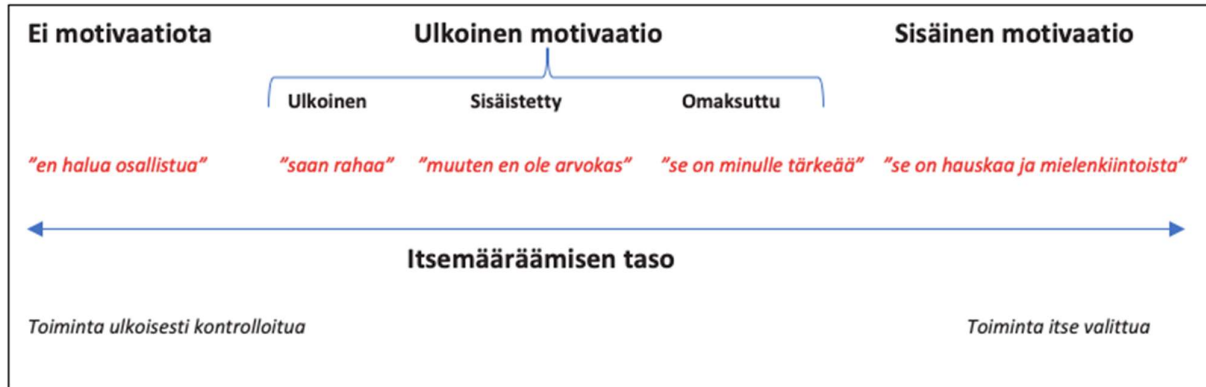 Ei motivaatiota Ulkoinen motivaatio Sisäinen motivaatio
Ulkoinen Sisäistetty Omaksuttu
"en halua osallistua" "saan rahaa" "muuten en ole arvokas" "se on minulle tärkeää" "se on hauskaa ja mielenkiintoista"
Itsemääräämisen taso
Toiminta ulkoisesti kontrolloitua Toiminta itse valittua